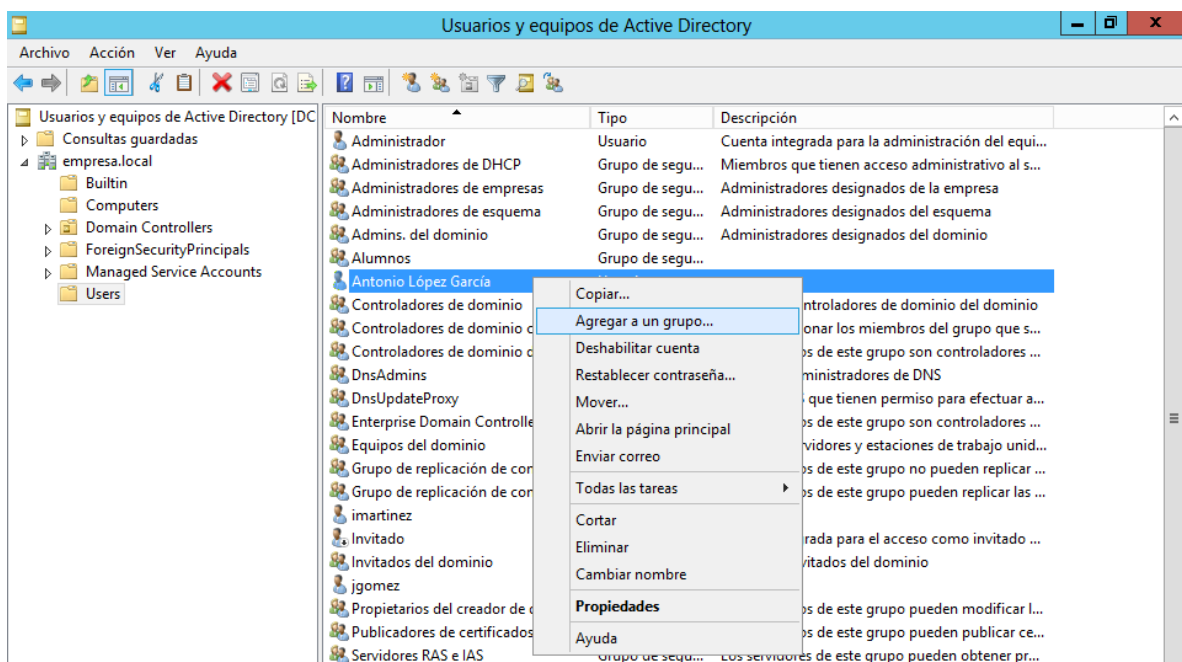 Usuarios y equipos de Active Directory
Archivo Acción Ver Ayuda
Usuarios y equipos de Active Directory [DC
Consultas guardadas
empresa.local
Builtin
Computers
Domain Controllers
ForeignSecurityPrincipals
Managed Service Accounts
Users
Nombre Tipo Descripción
Administrador Usuario Cuenta integrada para la administración del equi...
Administradores de DHCP Grupo de segu... Miembros que tienen acceso administrativo al s...
Administradores de empresas Grupo de segu... Administradores designados de la empresa
Administradores de esquema Grupo de segu... Administradores designados del esquema
Admins. del dominio Grupo de segu... Administradores designados del dominio
Alumnos Grupo de segu...
Antonio López García
Controladores de dominio ntroladores de dominio del dominio
Controladores de dominio c onar los miembros del grupo que s...
Controladores de dominio d os de este grupo son controladores ...
DnsAdmins ministradores de DNS
DnsUpdateProxy que tienen permiso para efectuar a...
Enterprise Domain Controlle os de este grupo son controladores ...
Equipos del dominio vidores y estaciones de trabajo unid...
Grupo de replicación de con os de este grupo no pueden replicar ...
Grupo de replicación de con os de este grupo pueden replicar las ...
imartinez
Invitado rada para el acceso como invitado ...
Invitados del dominio vitados del dominio
jgomez
Propietarios del creador de d os de este grupo pueden modificar l...
Publicadores de certificados os de este grupo pueden publicar ce...
Servidores RAS e IAS Grupo de segu... Los servidores de este grupo pueden obtener pr...
Copiar...
Agregar a un grupo...
Deshabilitar cuenta
Restablecer contraseña...
Mover...
Abrir la página principal
Enviar correo
Todas las tareas
Cortar
Eliminar
Cambiar nombre
Propiedades
Ayuda